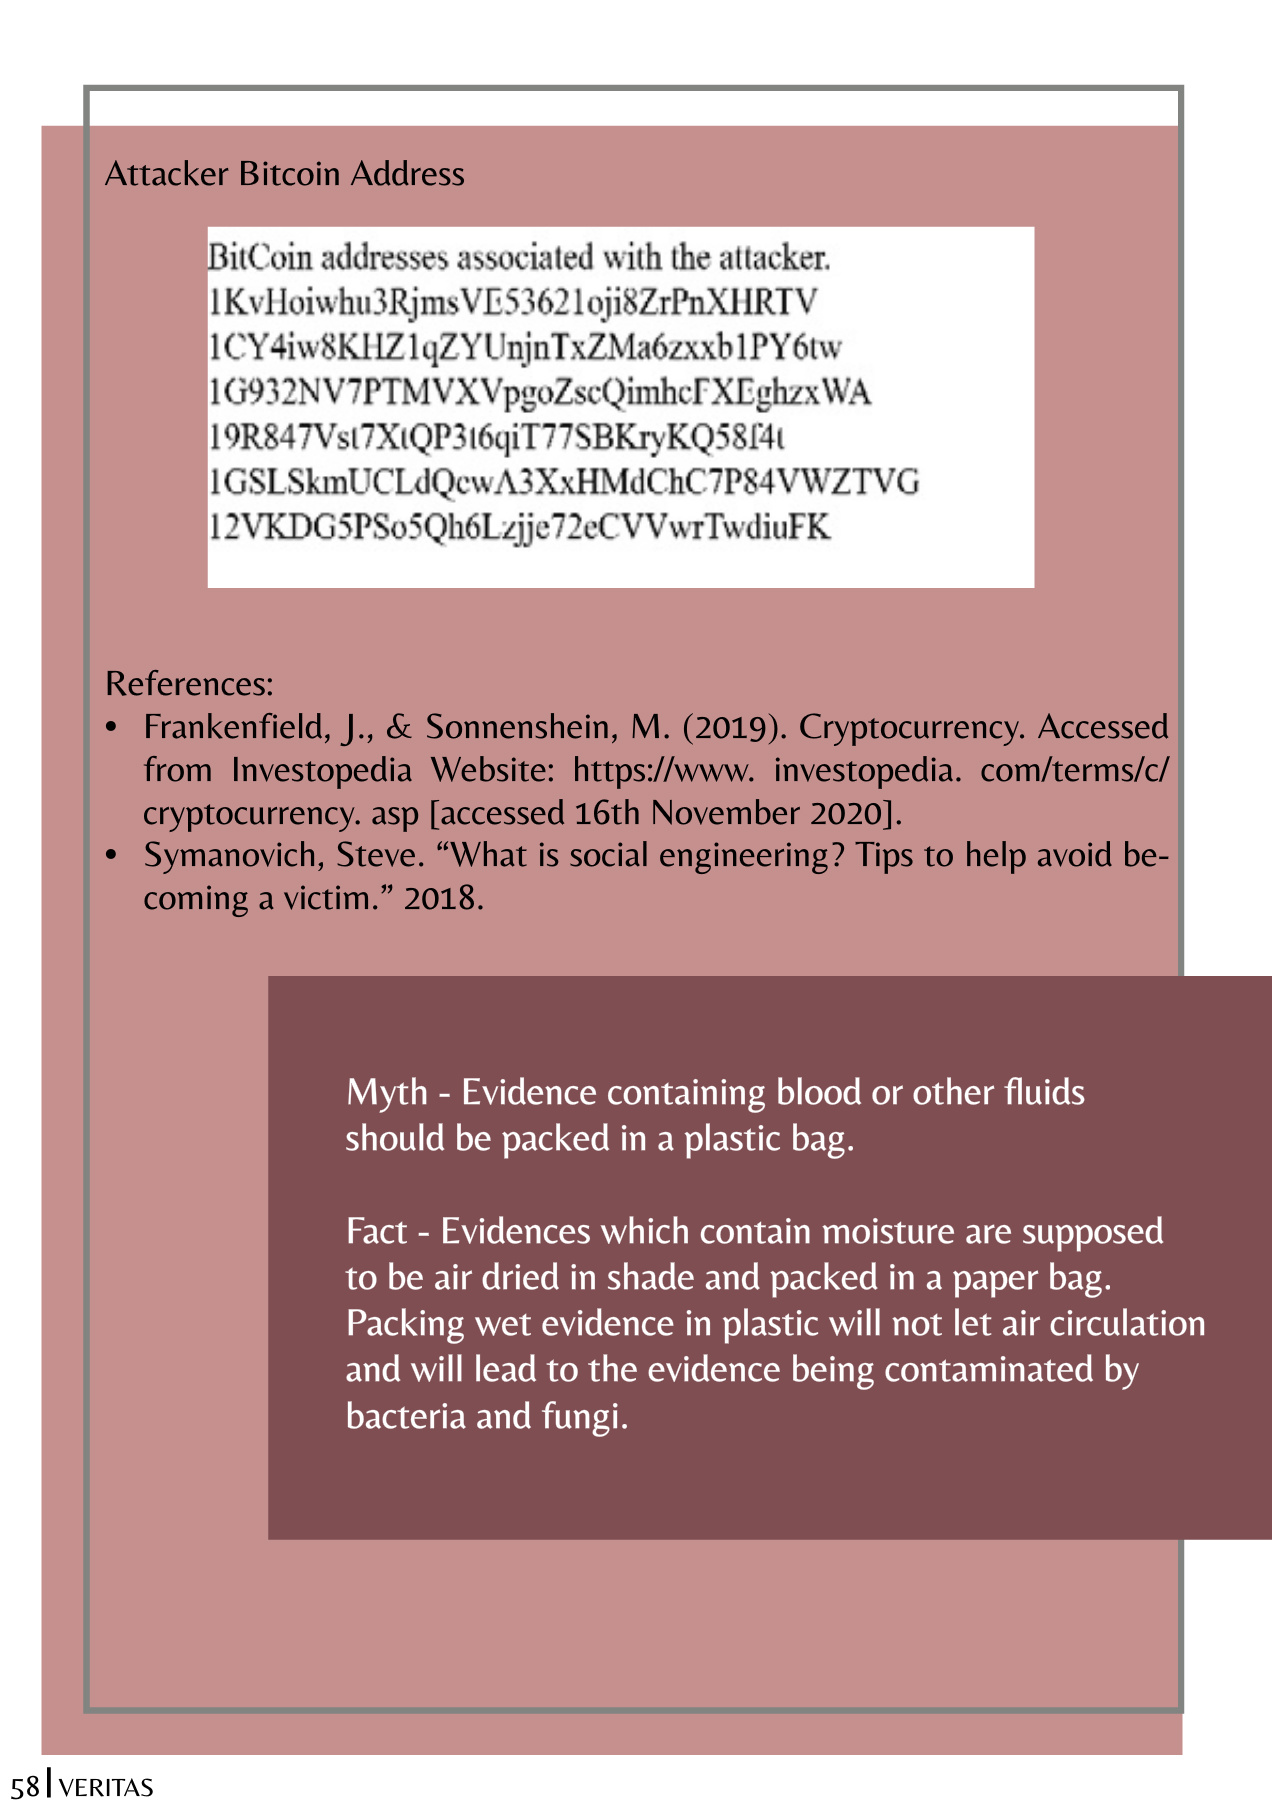 Attacker Bitcoin Address
BitCoin addresses associated with the attacker.
1KvHoiwhu3RjmsVE53621oji8ZrPnXHRTV
1CY4iw8KHZ1qZYUnjnTxZMa6zxxb1PY6tw
1G932NV7PTMVXVpgoZscQimhcFXEghzxWA
19R847Vst7XtQP3t6qiT77SBKryKQ58f4t
1GSLSkmUCLdQcwA3XxHMdChC7P84VWZTVG
12VKDG5PSo5Qh6Lzjje72eCVVwrTwdiuFK
References:
• Frankenfield, J., & Sonnenshein, M. (2019). Cryptocurrency. Accessed
from Investopedia Website: https://www. investopedia. com/terms/c/
cryptocurrency. asp [accessed 16th November 2020].
• Symanovich, Steve. “What is social engineering? Tips to help avoid be-
coming a victim.” 2018.
Myth - Evidence containing blood or other fluids
should be packed in a plastic bag.
Fact - Evidences which contain moisture are supposed
to be air dried in shade and packed in a paper bag.
Packing wet evidence in plastic will not let air circulation
and will lead to the evidence being contaminated by
bacteria and fungi.
58 | VERITAS